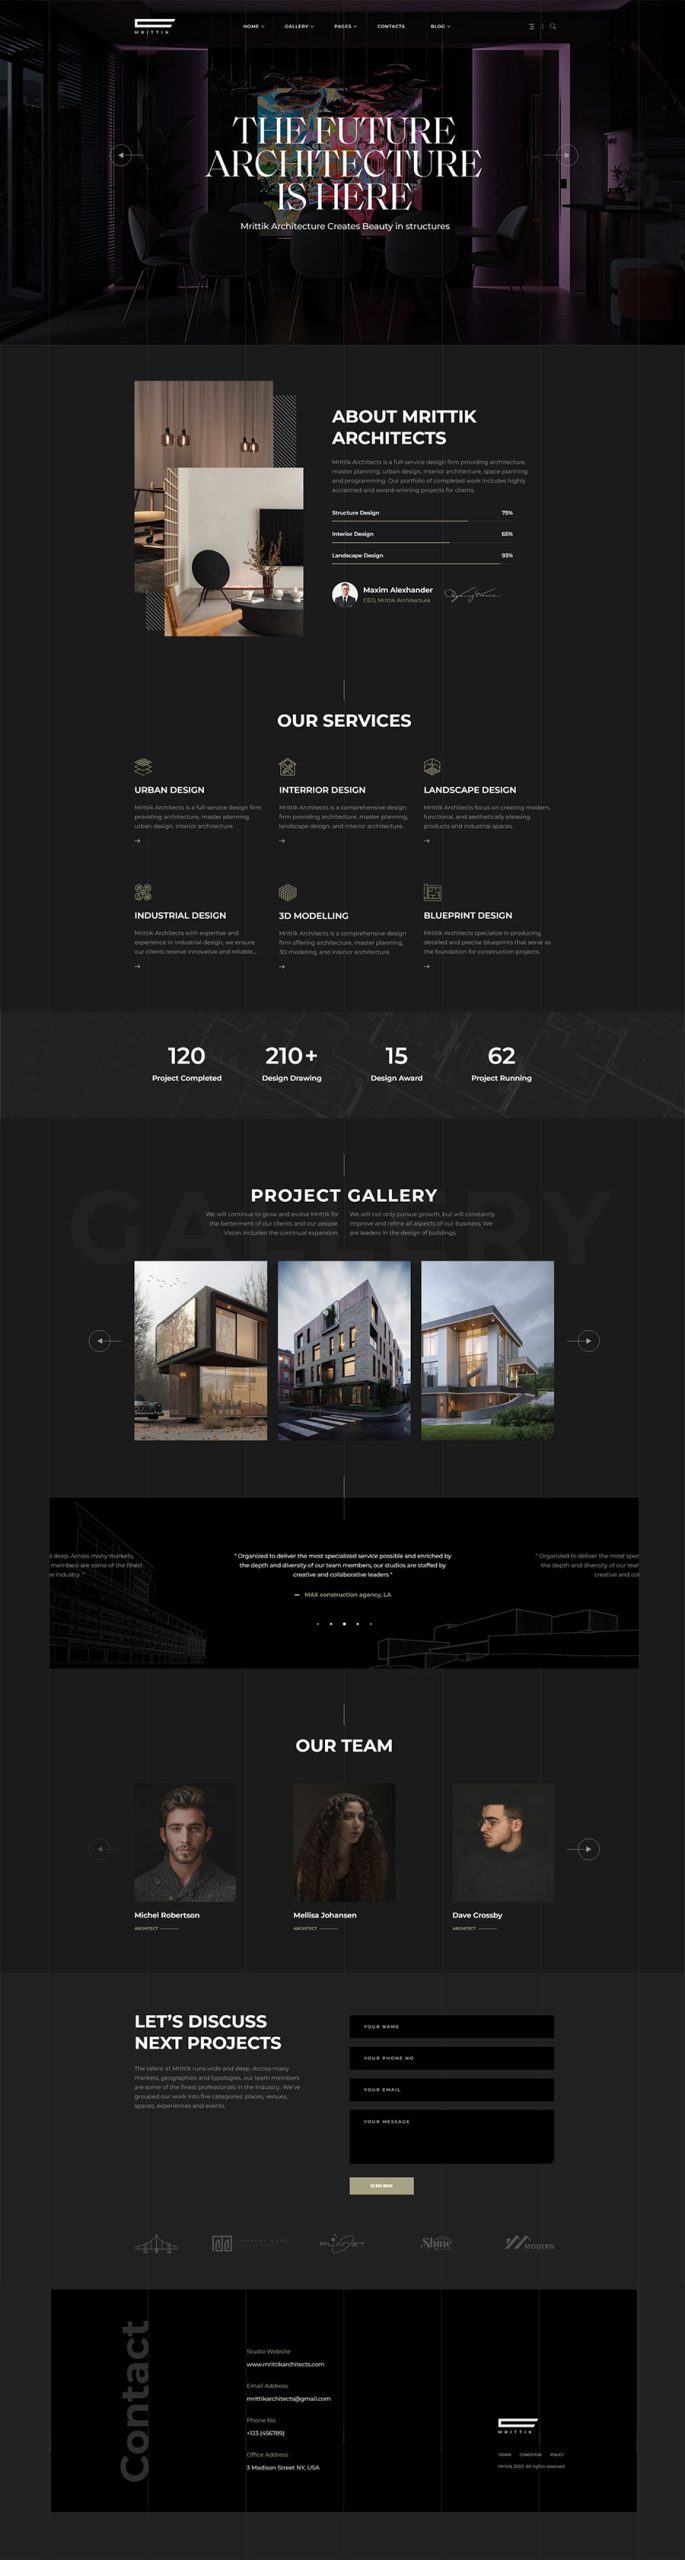 MRITTIK
HOME
GALLERY
PAGES
CONTACTS
BLOG
THE FUTURE
ARCHITECTURE
IS HERE
Mrittik Architecture Creates Beauty in structures
ABOUT MRITTIK
ARCHITECTS
Mrittik Architects is a full-service design firm providing architecture,
master planning, urban design, interior architecture, space planning
and programming. Our portfolio of completed work includes highly
acclaimed and award-winning projects for clients.
Structure Design 75%
Interior Design 65%
Landscape Design 93%
Maxim Alexhander
CEO, Mrittik Architecture
OUR SERVICES
URBAN DESIGN
Mrittik Architects is a full-service design firm
providing architecture, master planning,
urban design, interior architecture.
INTERRIOR DESIGN
Mrittik Architects is a comprehensive design
firm providing architecture, master planning,
landscape design, and interior architecture.
LANDSCAPE DESIGN
Mrittik Architects focus on creating modern,
functional, and aesthetically pleasing
products and industrial spaces.
INDUSTRIAL DESIGN
Mrittik Architects with expertise and
experience in industrial design, we ensure
our clients receive innovative and reliable...
3D MODELLING
Mrittik Architects is a comprehensive design
firm offering architecture, master planning,
3D modeling, and interior architecture.
BLUEPRINT DESIGN
Mrittik Architects specialize in producing
detailed and precise blueprints that serve as
the foundation for construction projects.
120
Project Completed
210+
Design Drawing
15
Design Award
62
Project Running
GALLERY
PROJECT GALLERY
We will continue to grow and evolve Mrittik for
the betterment of our clients and our people.
Vision includes the continual expansion.
We will not only pursue growth, but will constantly
improve and refine all aspects of our business. We
are leaders in the design of buildings.
d deep. Across many markets,
members are some of the finest
e industry. "
" Organized to deliver the most specialized service possible and enriched by
the depth and diversity of our team members, our studios are staffed by
creative and collaborative leaders "
MAX construction agency, LA
" Organized to deliver the most spec
the depth and diversity of our tear
creative and col
OUR TEAM
Michel Robertson
ARCHITECT
Mellisa Johansen
ARCHITECT
Dave Crossby
ARCHITECT
LET'S DISCUSS
NEXT PROJECTS
The talent at Mrittik runs wide and deep. Across many
markets, geographies and typologies, our team members
are some of the finest professionals in the industry.. We've
grouped our work into five categories: places, venues,
spaces, experiences and events.
YOUR NAME
YOUR PHONE NO
YOUR EMAIL
YOUR MESSAGE
SEND MAIL
COMPANY NAME
PLANET
Shine
MODERN
Contact
Studio Website
www.mrittikarchitects.com
Email Address
mrittikarchitects@gmail.com
Phone No
+123 (456789)
Office Address
3 Madison Street NY, USA
MRITTIK
TERMS CONDITION POLICY
Mrittik 2023. All rights reserved